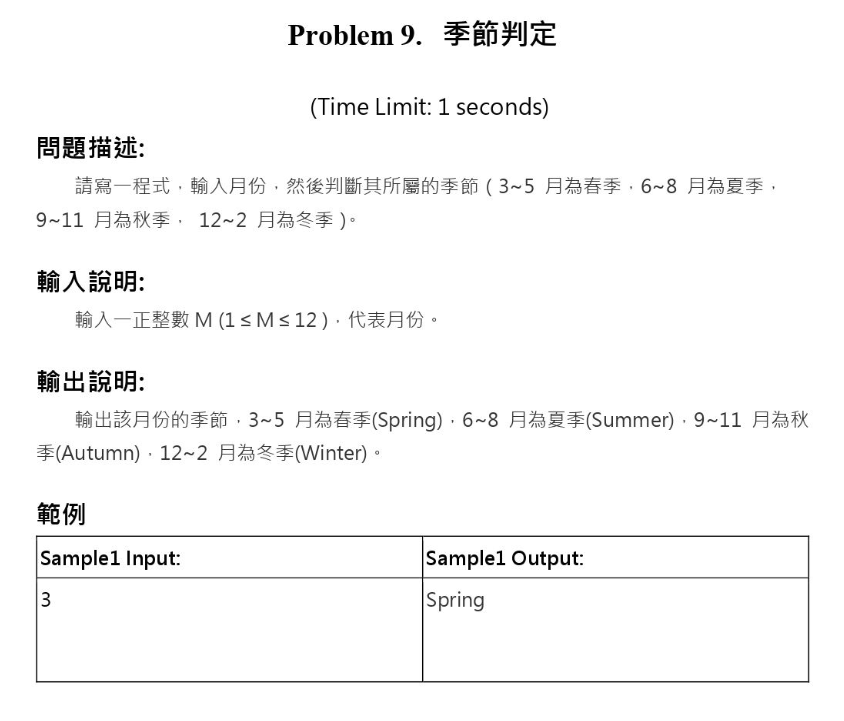 Problem 9. 季節判定
(Time Limit: 1 seconds)
問題描述:
請寫一程式，輸入月份，然後判斷其所屬的季節 ( 3~5 月為春季，6~8 月為夏季，
9~11 月為秋季， 12~2 月為冬季 )。
輸入說明:
輸入一正整數 M (1 ≤ M ≤ 12 )，代表月份。
輸出說明:
輸出該月份的季節，3~5 月為春季(Spring)，6~8 月為夏季(Summer)，9~11 月為秋
季(Autumn)，12~2 月為冬季(Winter)。
範例
Sample1 Input: Sample1 Output:
3 Spring